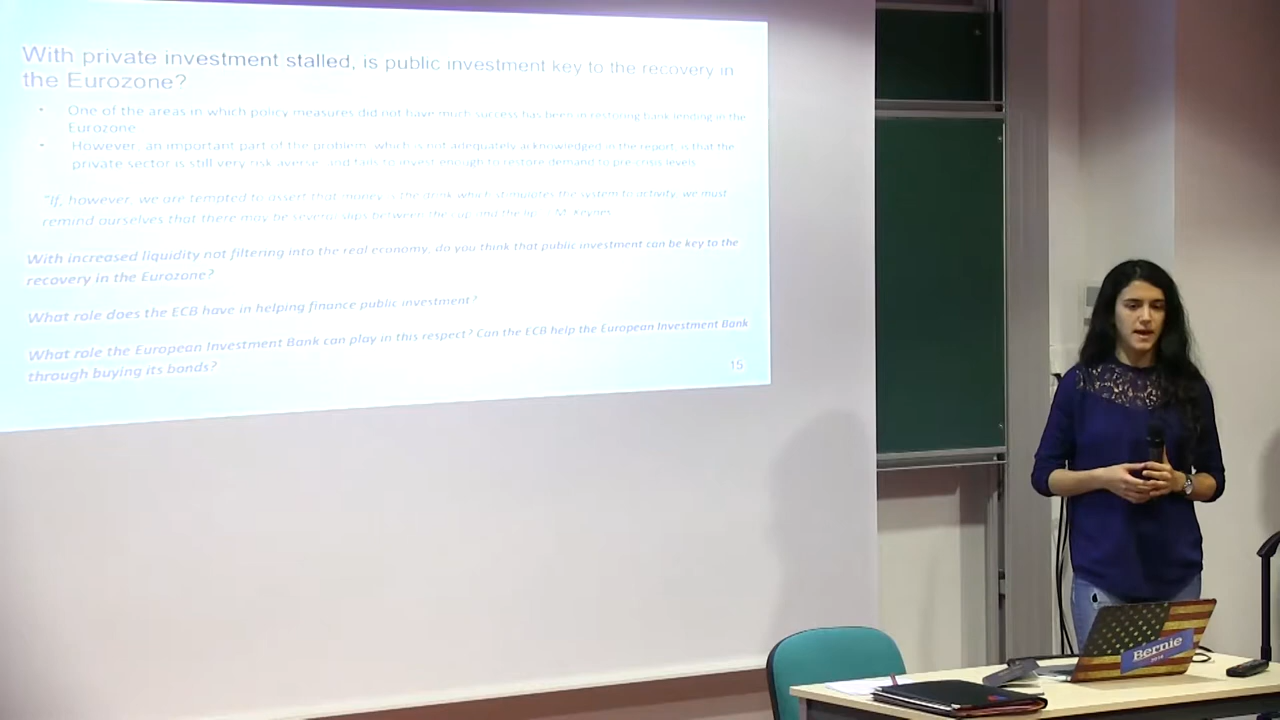 With private investment stalled, is public investment key to the recovery in
the Eurozone?
• One of the areas in which policy measures did not have much success has been in restoring bank lending in the
Eurozone
• However, an important part of the problem, which is not adequately acknowledged in the report, is that the
private sector is still very risk averse, and fails to invest enough to restore demand to pre-crisis levels
"If, however, we are tempted to assert that money is the drink which stimulates the system to activity, we must
remind ourselves that there may be several slips between the cup and the lip Keynes
With increased liquidity not filtering into the real economy, do you think that public investment can be key to the
recovery in the Eurozone?
What role does the ECB have in helping finance public investment?
What role the European Investment Bank can play in this respect? Can the ECB help the European Investment Bank
through buying its bonds?
15
Bernie
2016